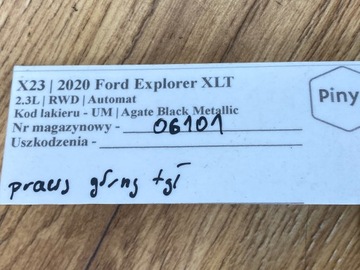 X23 | 2020 Ford Explorer XLT
2.3L | RWD | Automat
Kod lakieru - UM | Agate Black Metallic
Nr magazynowy - 06101
Uszkodzenia -
Piny
prawy górny tył